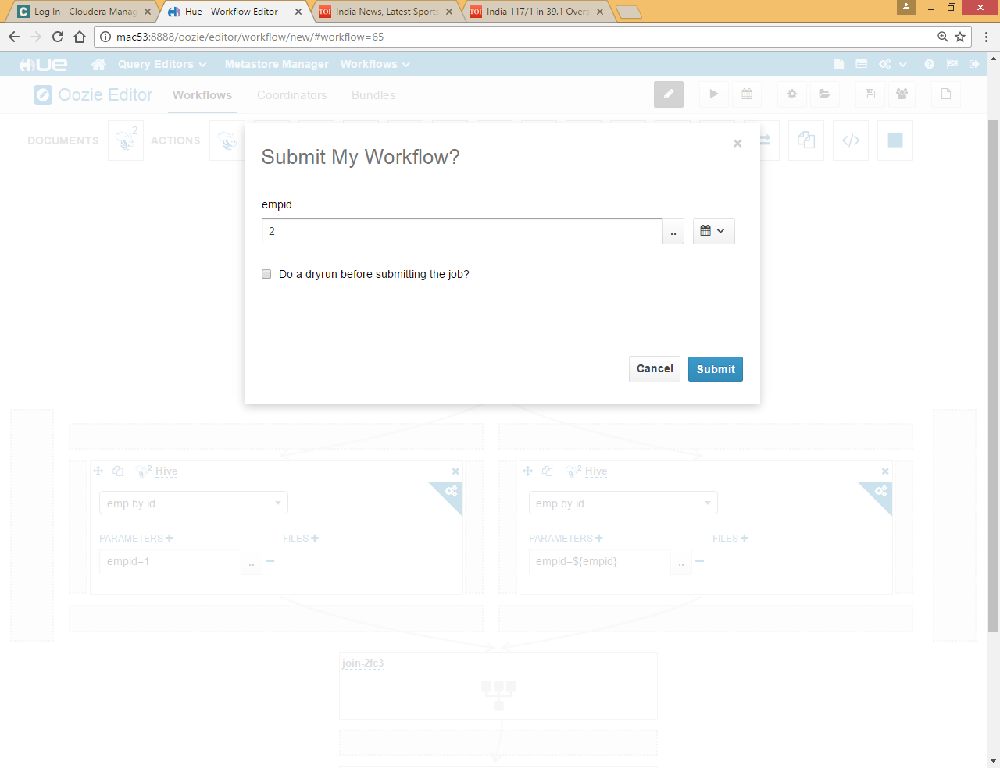 Log In - Cloudera Manag
Hue - Workflow Editor
TOI India News, Latest Sports
TOI India 117/1 in 39.1 Overs
mac53:8888/oozie/editor/workflow/new/#workflow=65
HUE Query Editors Metastore Manager Workflows
Oozie Editor Workflows Coordinators Bundles
DOCUMENTS 2 ACTIONS
Submit My Workflow?
empid
2 ..
Do a dryrun before submitting the job?
Cancel Submit
2 Hive
emp by id
PARAMETERS FILES
empid=1 ..
2 Hive
emp by id
PARAMETERS FILES
empid=${empid} ..
join-2fc3